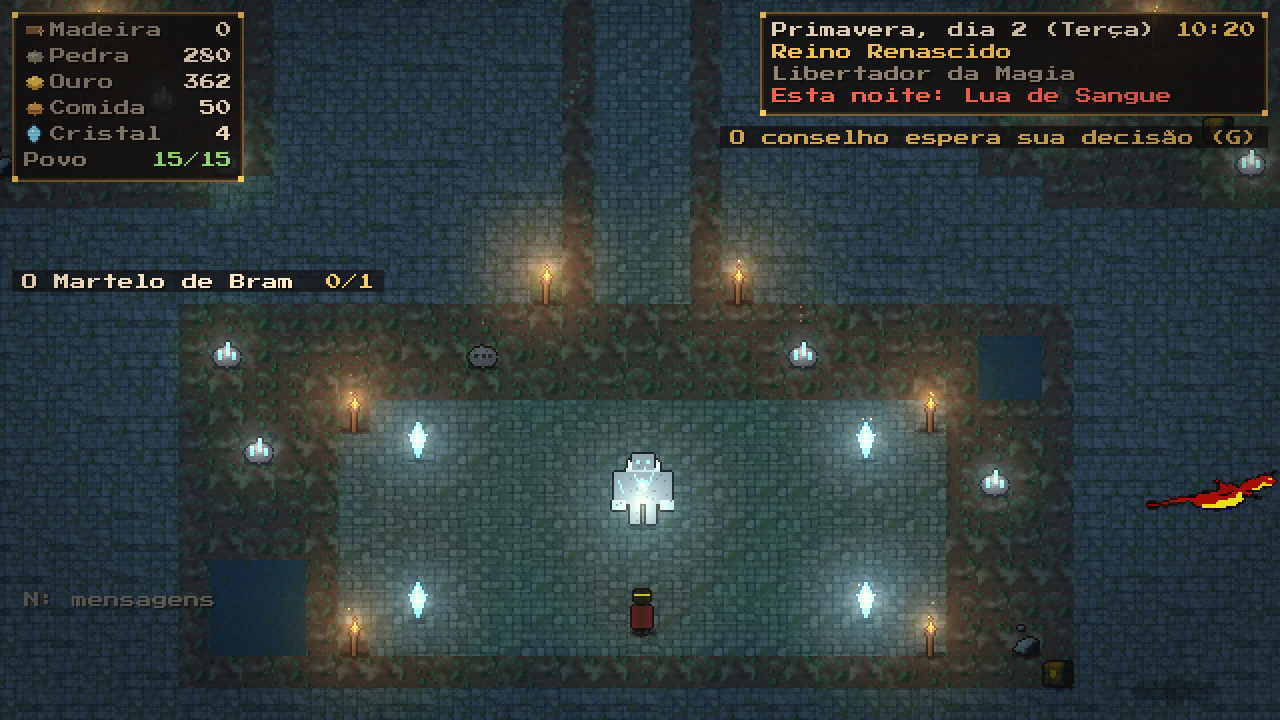 Madeira 0
Pedra 280
Ouro 362
Comida 50
Cristal 4
Povo 15/15
Primavera, dia 2 (Terça) 10:20
Reino Renascido
Libertador da Magia
Esta noite: Lua de Sangue
O conselho espera sua decisão (G)
O Martelo de Bram 0/1
N: mensagens